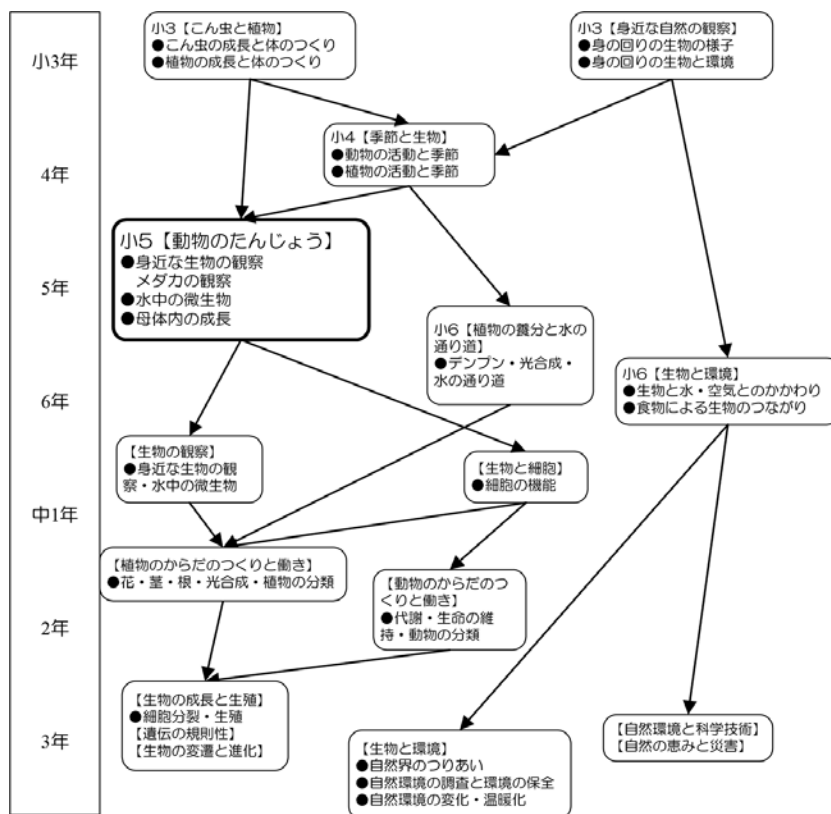 小3年
4年
5年
6年
中1年
2年
3年
小3【こん虫と植物】
●こん虫の成長と体のつくり
●植物の成長と体のつくり
小3【身近な自然の観察】
●身の回りの生物の様子
●身の回りの生物と環境
小4【季節と生物】
●動物の活動と季節
●植物の活動と季節
小5【動物のたんじょう】
●身近な生物の観察
メダカの観察
●水中の微生物
●母体内の成長
小6【植物の養分と水の
通り道】
●デンプン・光合成・
水の通り道
小6【生物と環境】
●生物と水・空気とのかかわり
●食物による生物のつながり
【生物の観察】
●身近な生物の観
察・水中の微生物
【生物と細胞】
●細胞の機能
【植物のからだのつくりと働き】
●花・茎・根・光合成・植物の分類
【動物のからだのつ
くりと働き】
●代謝・生命の維
持・動物の分類
【生物の成長と生殖】
●細胞分裂・生殖
【遺伝の規則性】
【生物の変遷と進化】
【生物と環境】
●自然界のつりあい
●自然環境の調査と環境の保全
●自然環境の変化・温暖化
【自然環境と科学技術】
【自然の恵みと災害】